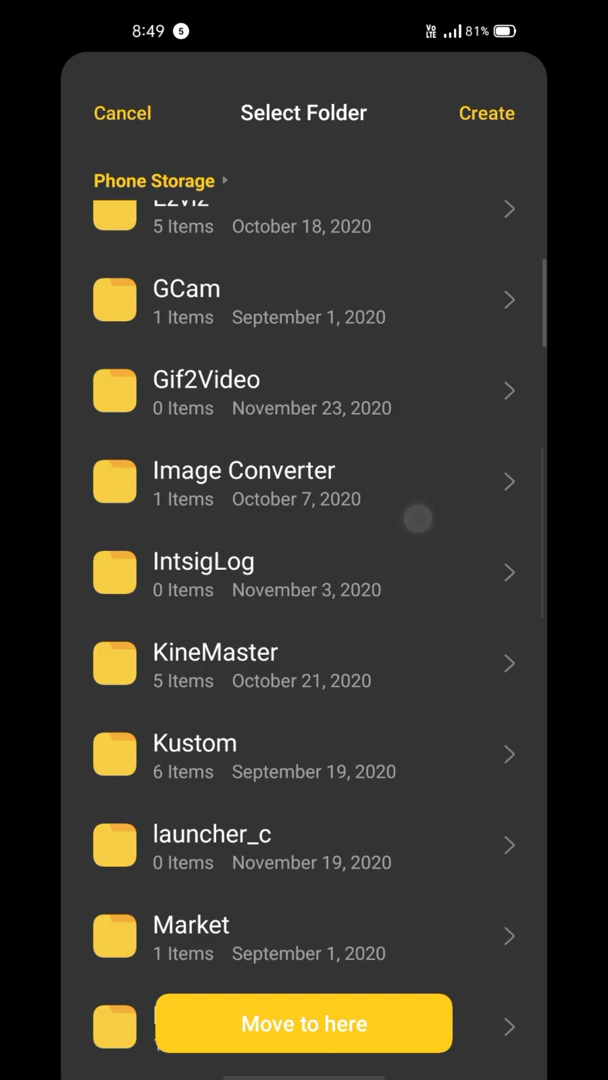 8:49 5 Vo LTE 81%
Cancel Select Folder Create
Phone Storage
5 Items October 18, 2020
GCam
1 Items September 1, 2020
Gif2Video
0 Items November 23, 2020
Image Converter
1 Items October 7, 2020
IntsigLog
0 Items November 3, 2020
KineMaster
5 Items October 21, 2020
Kustom
6 Items September 19, 2020
launcher_c
0 Items November 19, 2020
Market
1 Items September 1, 2020
Move to here